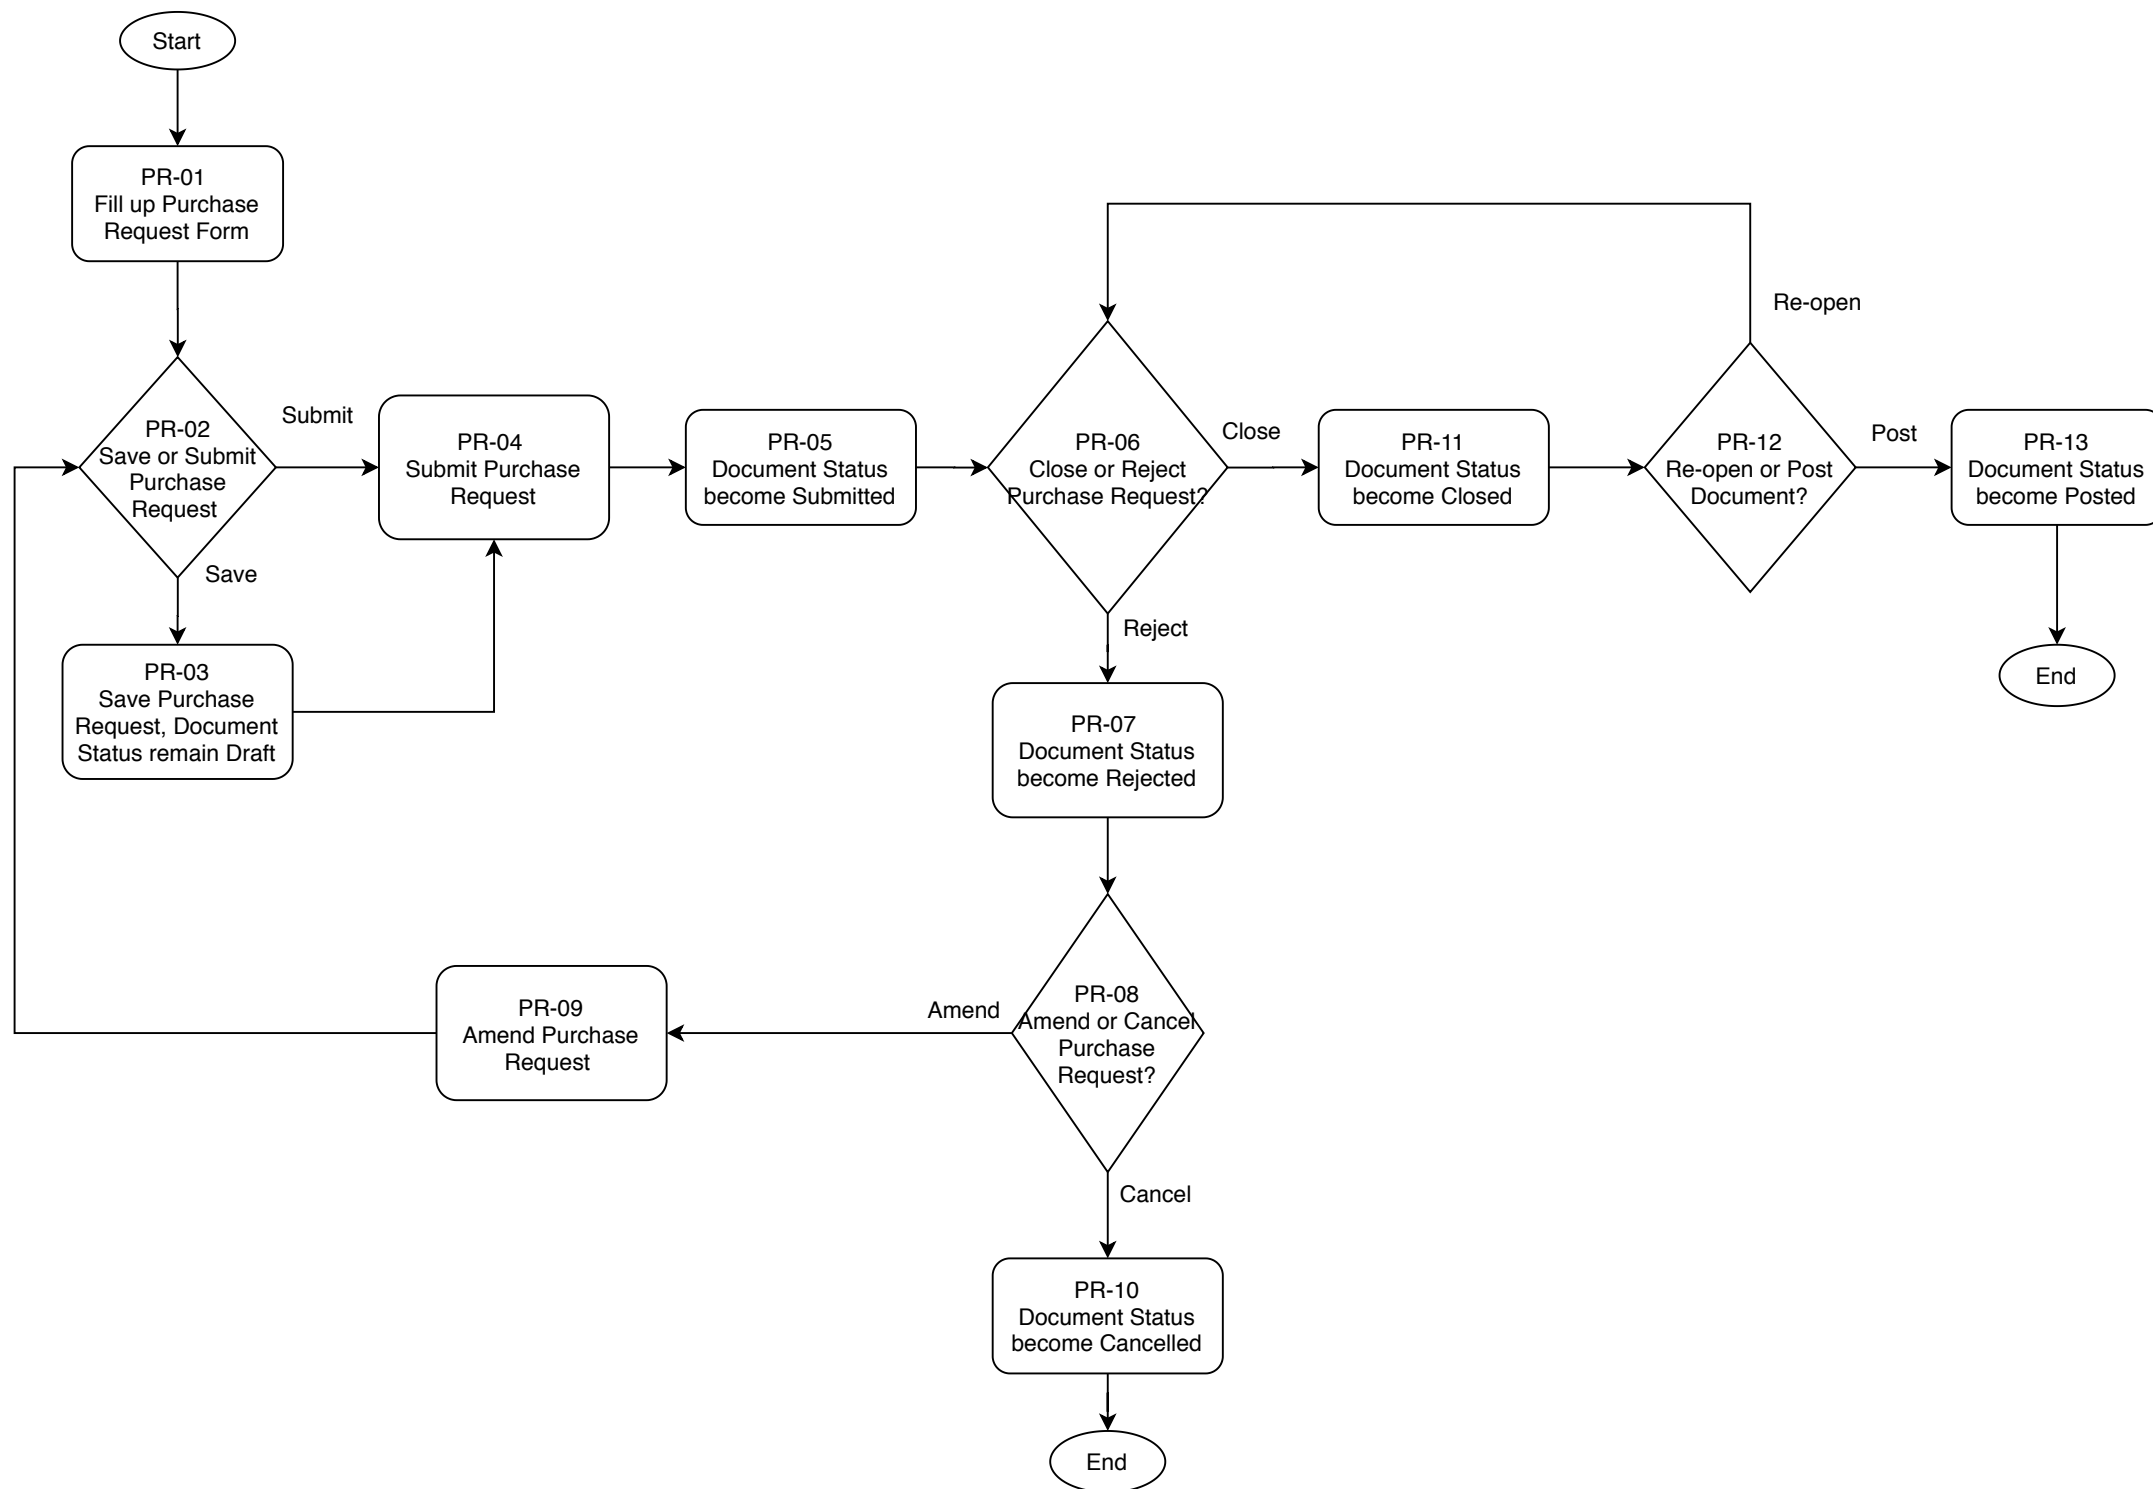 Start
PR-01
Fill up Purchase
Request Form
PR-02
Save or Submit
Purchase
Request
Submit
Save
PR-03
Save Purchase
Request, Document
Status remain Draft
PR-04
Submit Purchase
Request
PR-05
Document Status
become Submitted
PR-06
Close or Reject
Purchase Request?
Close
Reject
PR-11
Document Status
become Closed
PR-12
Re-open or Post
Document?
Re-open
Post
PR-13
Document Status
become Posted
End
PR-07
Document Status
become Rejected
PR-08
Amend or Cancel
Purchase
Request?
Amend
PR-09
Amend Purchase
Request
Cancel
PR-10
Document Status
become Cancelled
End